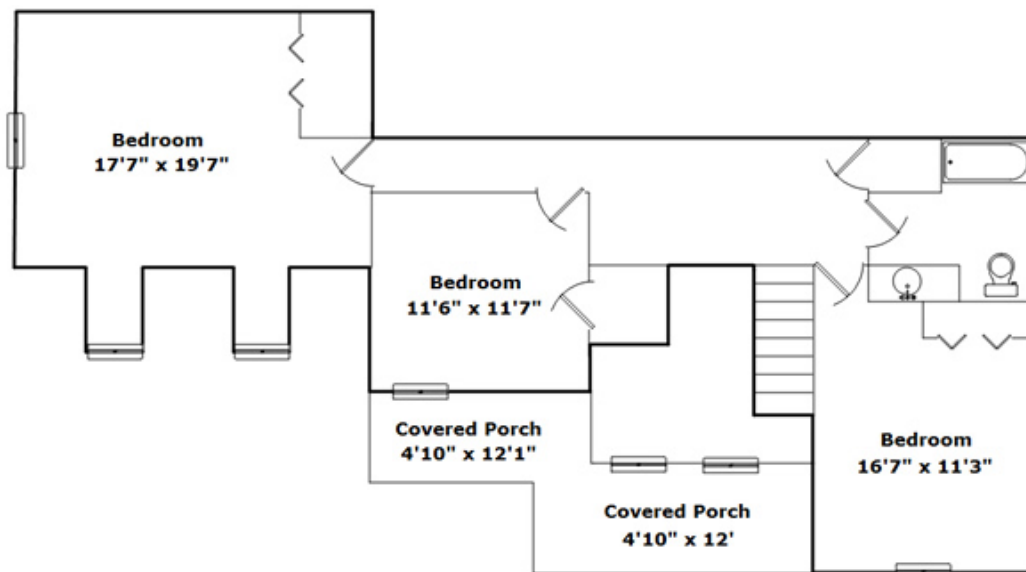 Bedroom
17'7" x 19'7"
Bedroom
11'6" x 11'7"
Covered Porch
4'10" x 12'1"
Bedroom
16'7" x 11'3"
Covered Porch
4'10" x 12'